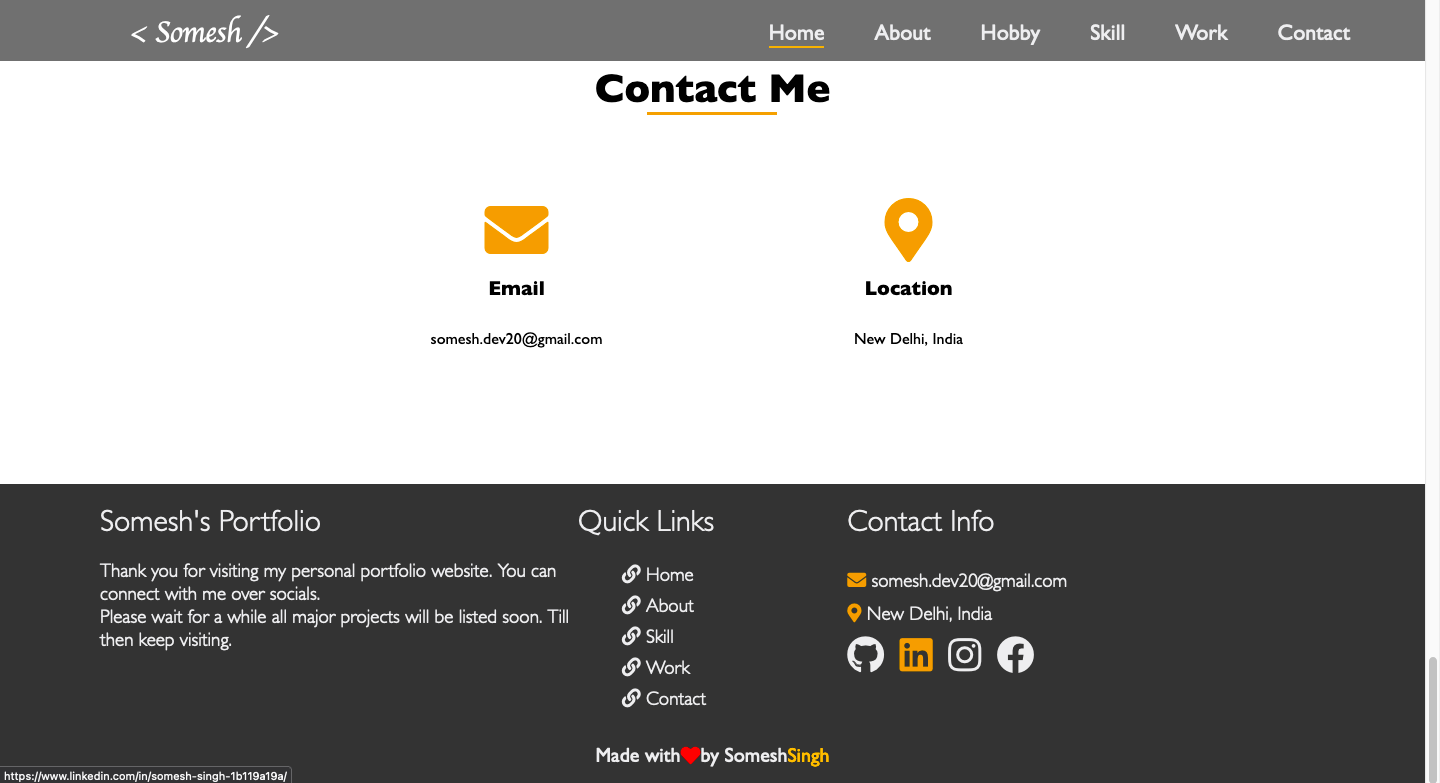 < Somesh />
Home About Hobby Skill Work Contact
Contact Me
Email
somesh.dev20@gmail.com
Location
New Delhi, India
Somesh's Portfolio
Thank you for visiting my personal portfolio website. You can
connect with me over socials.
Please wait for a while all major projects will be listed soon. Till
then keep visiting.
Quick Links
Home
About
Skill
Work
Contact
Contact Info
somesh.dev20@gmail.com
New Delhi, India
Made with❤by SomeshSingh
https://www.linkedin.com/in/somesh-singh-1b119a19a/